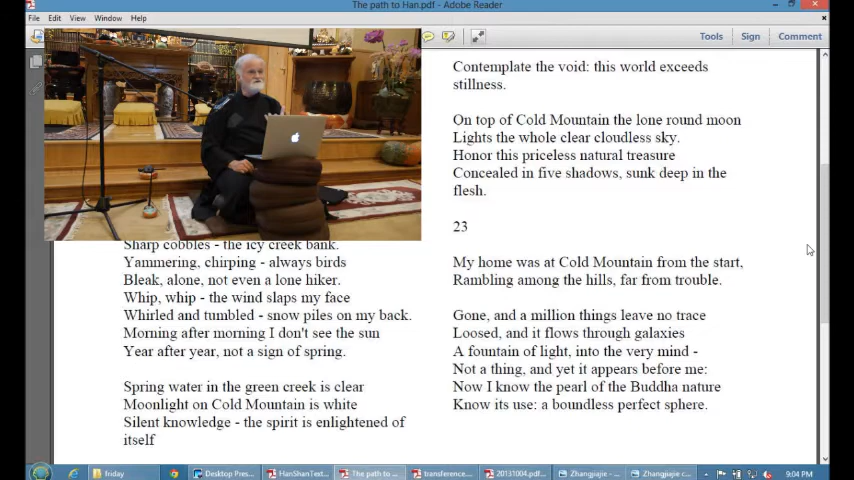 The path to Han.pdf - Adobe Reader
File Edit View Window Help
Tools Sign Comment
Sharp cobbles - the icy creek bank.
Yammering, chirping - always birds
Bleak, alone, not even a lone hiker.
Whip, whip - the wind slaps my face
Whirled and tumbled - snow piles on my back.
Morning after morning I don't see the sun
Year after year, not a sign of spring.
Spring water in the green creek is clear
Moonlight on Cold Mountain is white
Silent knowledge - the spirit is enlightened of
itself
Contemplate the void: this world exceeds
stillness.
On top of Cold Mountain the lone round moon
Lights the whole clear cloudless sky.
Honor this priceless natural treasure
Concealed in five shadows, sunk deep in the
flesh.
23
My home was at Cold Mountain from the start,
Rambling among the hills, far from trouble.
Gone, and a million things leave no trace
Loosed, and it flows through galaxies
A fountain of light, into the very mind -
Not a thing, and yet it appears before me:
Now I know the pearl of the Buddha nature
Know its use: a boundless perfect sphere.
friday Desktop Pres... HanShanText... The path to ... transference... 20131004.pdf... Zhangjiajie - ... Zhangjiajie c... 9:04 PM